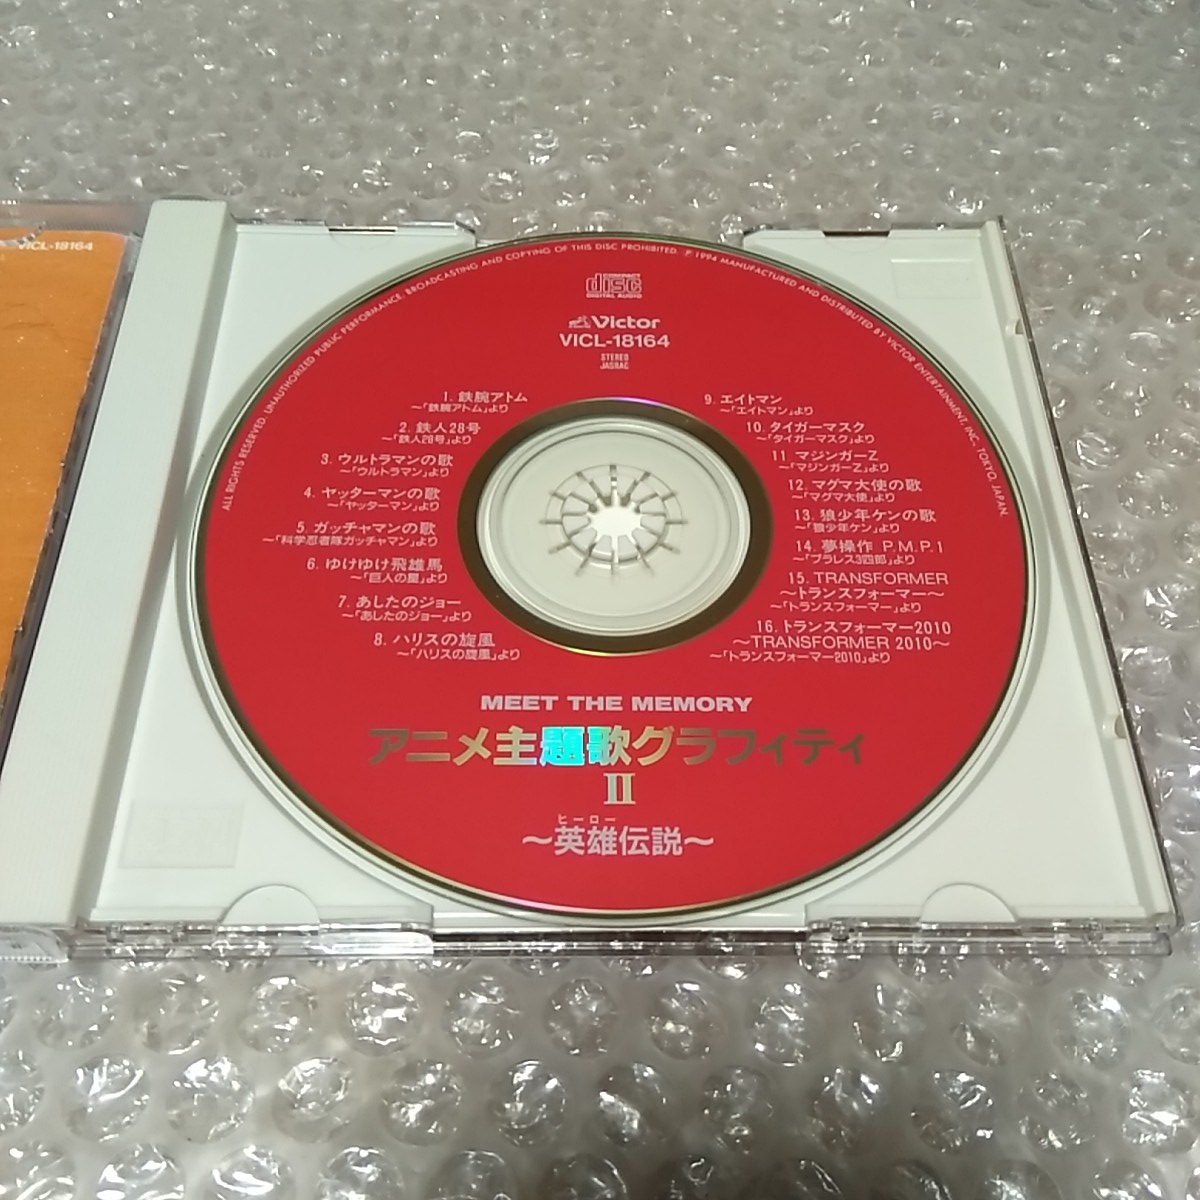 VICL-18164
ALL RIGHTS RESERVED. UNAUTHORIZED PUBLIC PERFORMANCE, BROADCASTING AND COPYING OF THIS DISC PROHIBITED. ℗ 1994 MANUFACTURED AND DISTRIBUTED BY VICTOR ENTERTAINMENT, INC., TOKYO, JAPAN.
COMPACT
disc
DIGITAL AUDIO
Victor
VICL-18164
STEREO
JASRAC
1. 鉄腕アトム
〜「鉄腕アトム」より
2. 鉄人28号
〜「鉄人28号」より
3. ウルトラマンの歌
〜「ウルトラマン」より
4. ヤッターマンの歌
〜「ヤッターマン」より
5. ガッチャマンの歌
〜「科学忍者隊ガッチャマン」より
6. ゆけゆけ飛雄馬
〜「巨人の星」より
7. あしたのジョー
〜「あしたのジョー」より
8. ハリスの旋風
〜「ハリスの旋風」より
9. エイトマン
〜「エイトマン」より
10. タイガーマスク
〜「タイガーマスク」より
11. マジンガーZ
〜「マジンガーZ」より
12. マグマ大使の歌
〜「マグマ大使」より
13. 狼少年ケンの歌
〜「狼少年ケン」より
14. 夢操作 P.M.P.1
〜「プラレス3四郎」より
15. TRANSFORMER
〜トランスフォーマー〜
〜「トランスフォーマー」より
16. トランスフォーマー2010
〜TRANSFORMER 2010〜
〜「トランスフォーマー2010」より
MEET THE MEMORY
アニメ主題歌グラフィティ
II
ヒーロー
〜英雄伝説〜